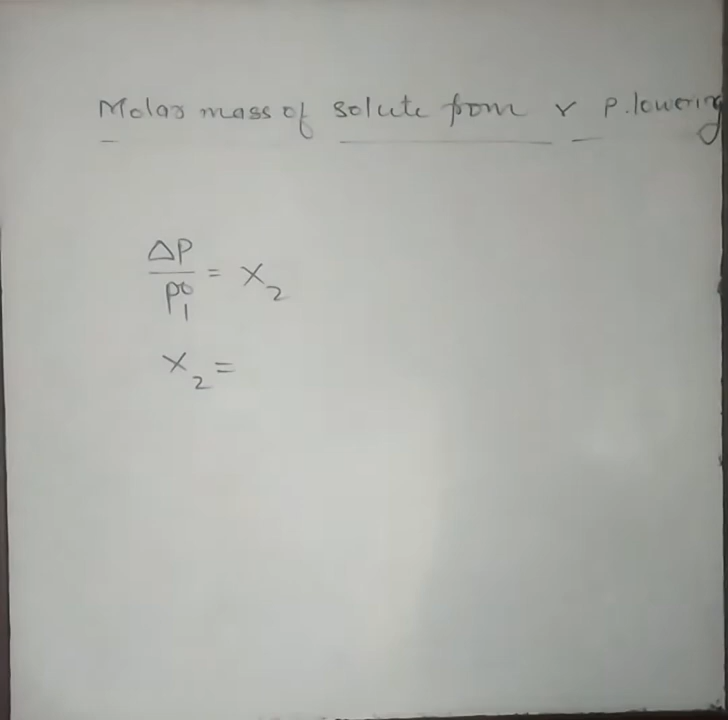 Molar mass of solute from v p.lowering
ΔP/P°₁ = x₂
x₂ =